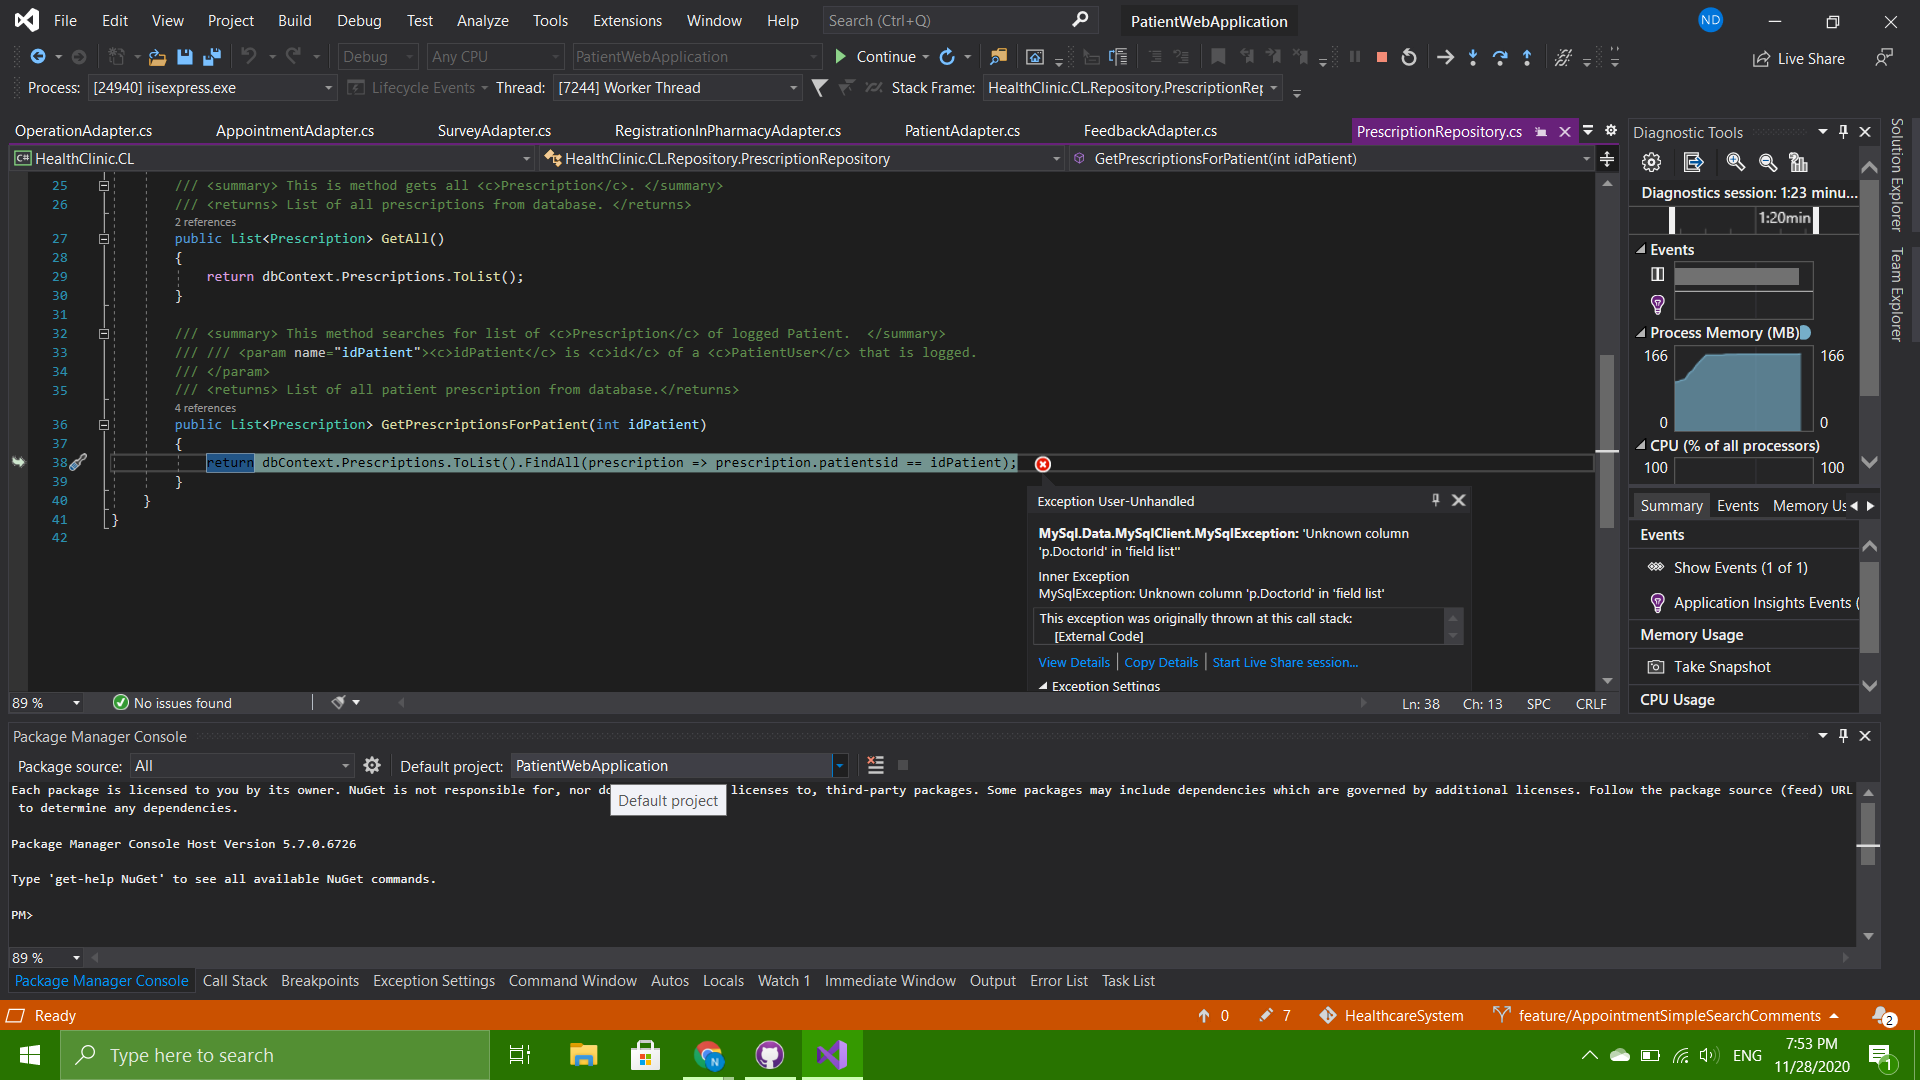 File Edit View Project Build Debug Test Analyze Tools Extensions Window Help Search (Ctrl+Q) PatientWebApplication ND
Debug Any CPU PatientWebApplication Continue Live Share
Process: [24940] iisexpress.exe Lifecycle Events Thread: [7244] Worker Thread Stack Frame: HealthClinic.CL.Repository.PrescriptionRep
OperationAdapter.cs AppointmentAdapter.cs SurveyAdapter.cs RegistrationInPharmacyAdapter.cs PatientAdapter.cs FeedbackAdapter.cs PrescriptionRepository.cs
C# HealthClinic.CL HealthClinic.CL.Repository.PrescriptionRepository GetPrescriptionsForPatient(int idPatient)
25 /// <summary> This is method gets all <c>Prescription</c>. </summary>
26 /// <returns> List of all prescriptions from database. </returns>
2 references
27 public List<Prescription> GetAll()
28 {
29 return dbContext.Prescriptions.ToList();
30 }
31
32 /// <summary> This method searches for list of <c>Prescription</c> of logged Patient.  </summary>
33 /// /// <param name="idPatient"><c>idPatient</c> is <c>id</c> of a <c>PatientUser</c> that is logged.
34 /// </param>
35 /// <returns> List of all patient prescription from database.</returns>
4 references
36 public List<Prescription> GetPrescriptionsForPatient(int idPatient)
37 {
38 return dbContext.Prescriptions.ToList().FindAll(prescription => prescription.patientsid == idPatient);
39 }
40 }
41 }
42
Exception User-Unhandled
MySql.Data.MySqlClient.MySqlException: 'Unknown column
'p.DoctorId' in 'field list''
Inner Exception
MySqlException: Unknown column 'p.DoctorId' in 'field list'
This exception was originally thrown at this call stack:
[External Code]
View Details Copy Details Start Live Share session...
Exception Settings
89 % No issues found Ln: 38 Ch: 13 SPC CRLF
Diagnostic Tools
Diagnostics session: 1:23 minu...
1:20min
Events
Process Memory (MB)
166 166
0 0
CPU (% of all processors)
100 100
Summary Events Memory Us
Events
Show Events (1 of 1)
Application Insights Events (
Memory Usage
Take Snapshot
CPU Usage
Solution Explorer
Team Explorer
Package Manager Console
Package source: All Default project: PatientWebApplication
Each package is licensed to you by its owner. NuGet is not responsible for, nor do licenses to, third-party packages. Some packages may include dependencies which are governed by additional licenses. Follow the package source (feed) URL
to determine any dependencies.
Default project
Package Manager Console Host Version 5.7.0.6726
Type 'get-help NuGet' to see all available NuGet commands.
PM>
89 %
Package Manager Console Call Stack Breakpoints Exception Settings Command Window Autos Locals Watch 1 Immediate Window Output Error List Task List
Ready 0 7 HealthcareSystem feature/AppointmentSimpleSearchComments 2
Type here to search N ENG 7:53 PM
11/28/2020 1